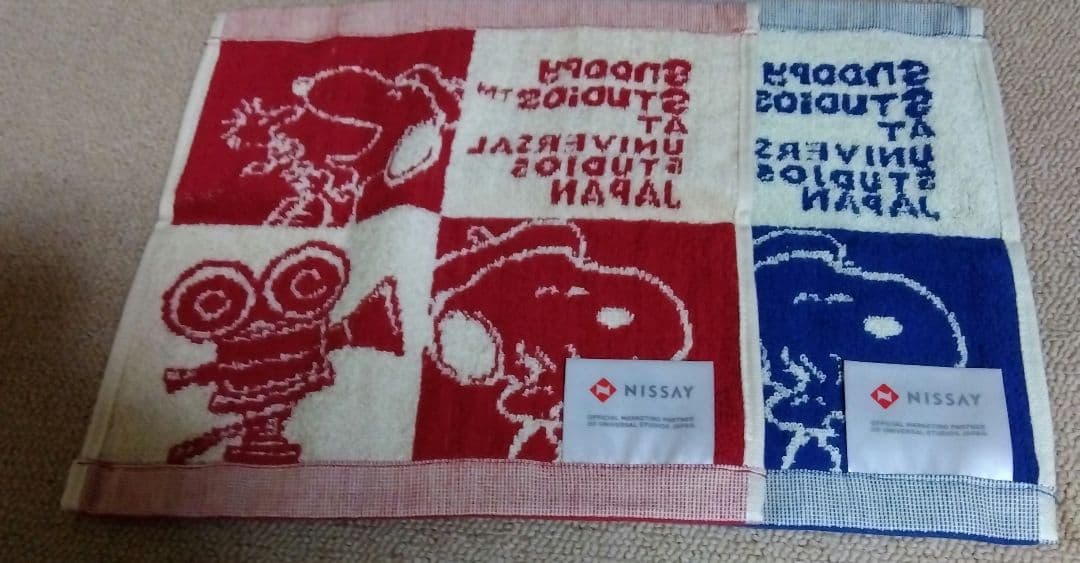 SNOOPY
STUDIOS™
AT
UNIVERSAL
STUDIOS
JAPAN
SNOOPY
STUDIOS
AT
UNIVERS
STUDIOS
JAPAN
NISSAY
OFFICIAL MARKETING PARTNER
OF UNIVERSAL STUDIOS JAPAN
NISSAY
OFFICIAL MARKETING PARTNER
OF UNIVERSAL STUDIOS JAPAN